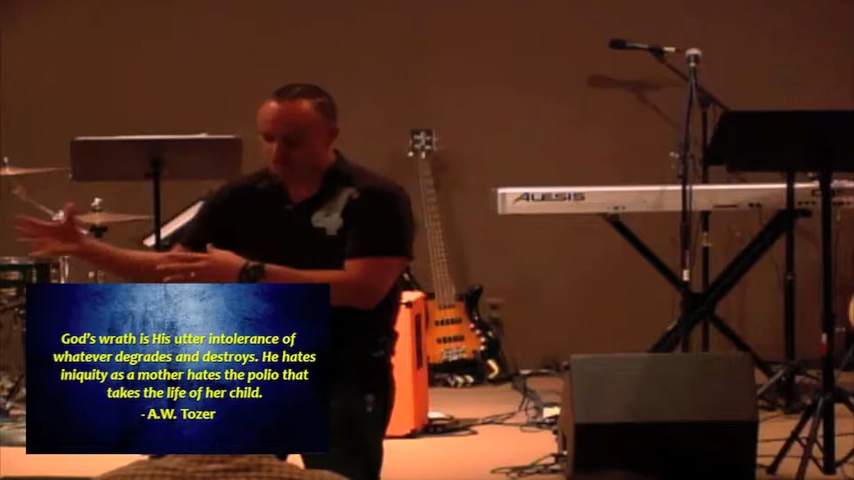 ALESIS
God's wrath is His utter intolerance of
whatever degrades and destroys. He hates
iniquity as a mother hates the polio that
takes the life of her child.
- A.W. Tozer